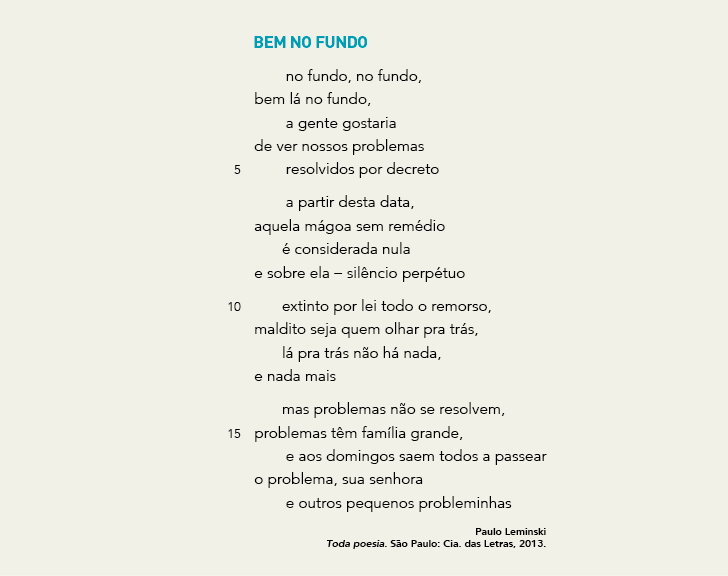 BEM NO FUNDO
no fundo, no fundo,
bem lá no fundo,
a gente gostaria
de ver nossos problemas
5 resolvidos por decreto
a partir desta data,
aquela mágoa sem remédio
é considerada nula
e sobre ela – silêncio perpétuo
10 extinto por lei todo o remorso,
maldito seja quem olhar pra trás,
lá pra trás não há nada,
e nada mais
mas problemas não se resolvem,
15 problemas têm família grande,
e aos domingos saem todos a passear
o problema, sua senhora
e outros pequenos probleminhas
Paulo Leminski
Toda poesia. São Paulo: Cia. das Letras, 2013.